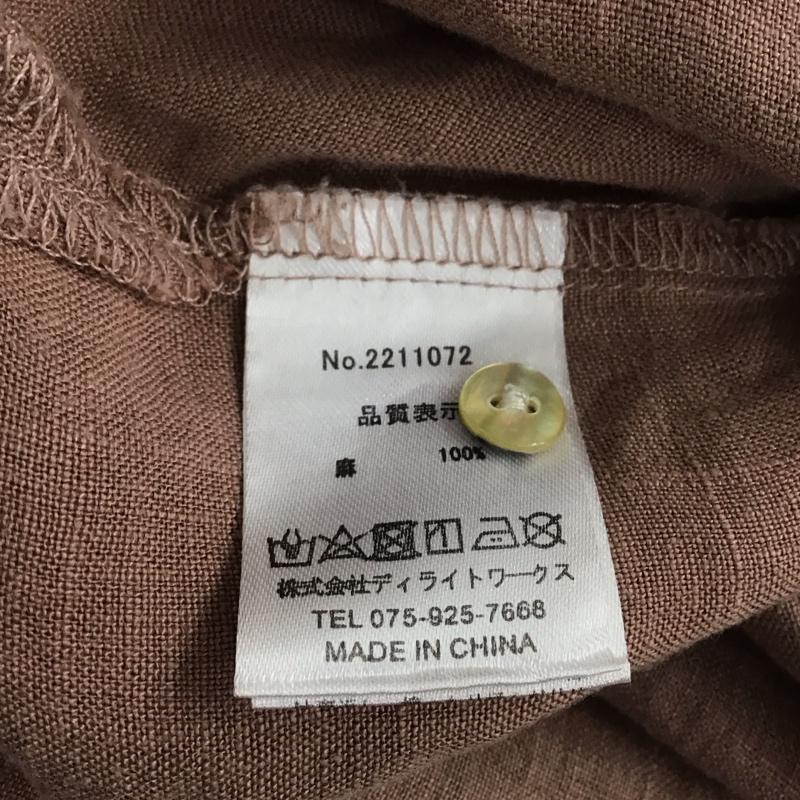 No.2211072
品質表示
麻 100%
株式会社ディライトワークス
TEL 075-925-7668
MADE IN CHINA